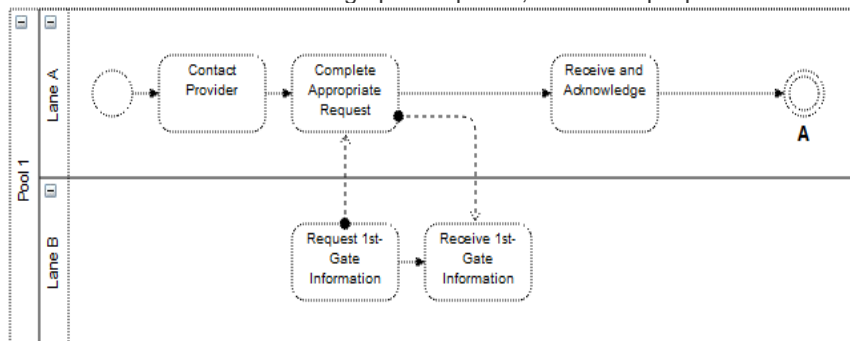 Pool 1
Lane A
Contact
Provider
Complete
Appropriate
Request
Receive and
Acknowledge
A
Lane B
Request 1st-
Gate
Information
Receive 1st-
Gate
Information